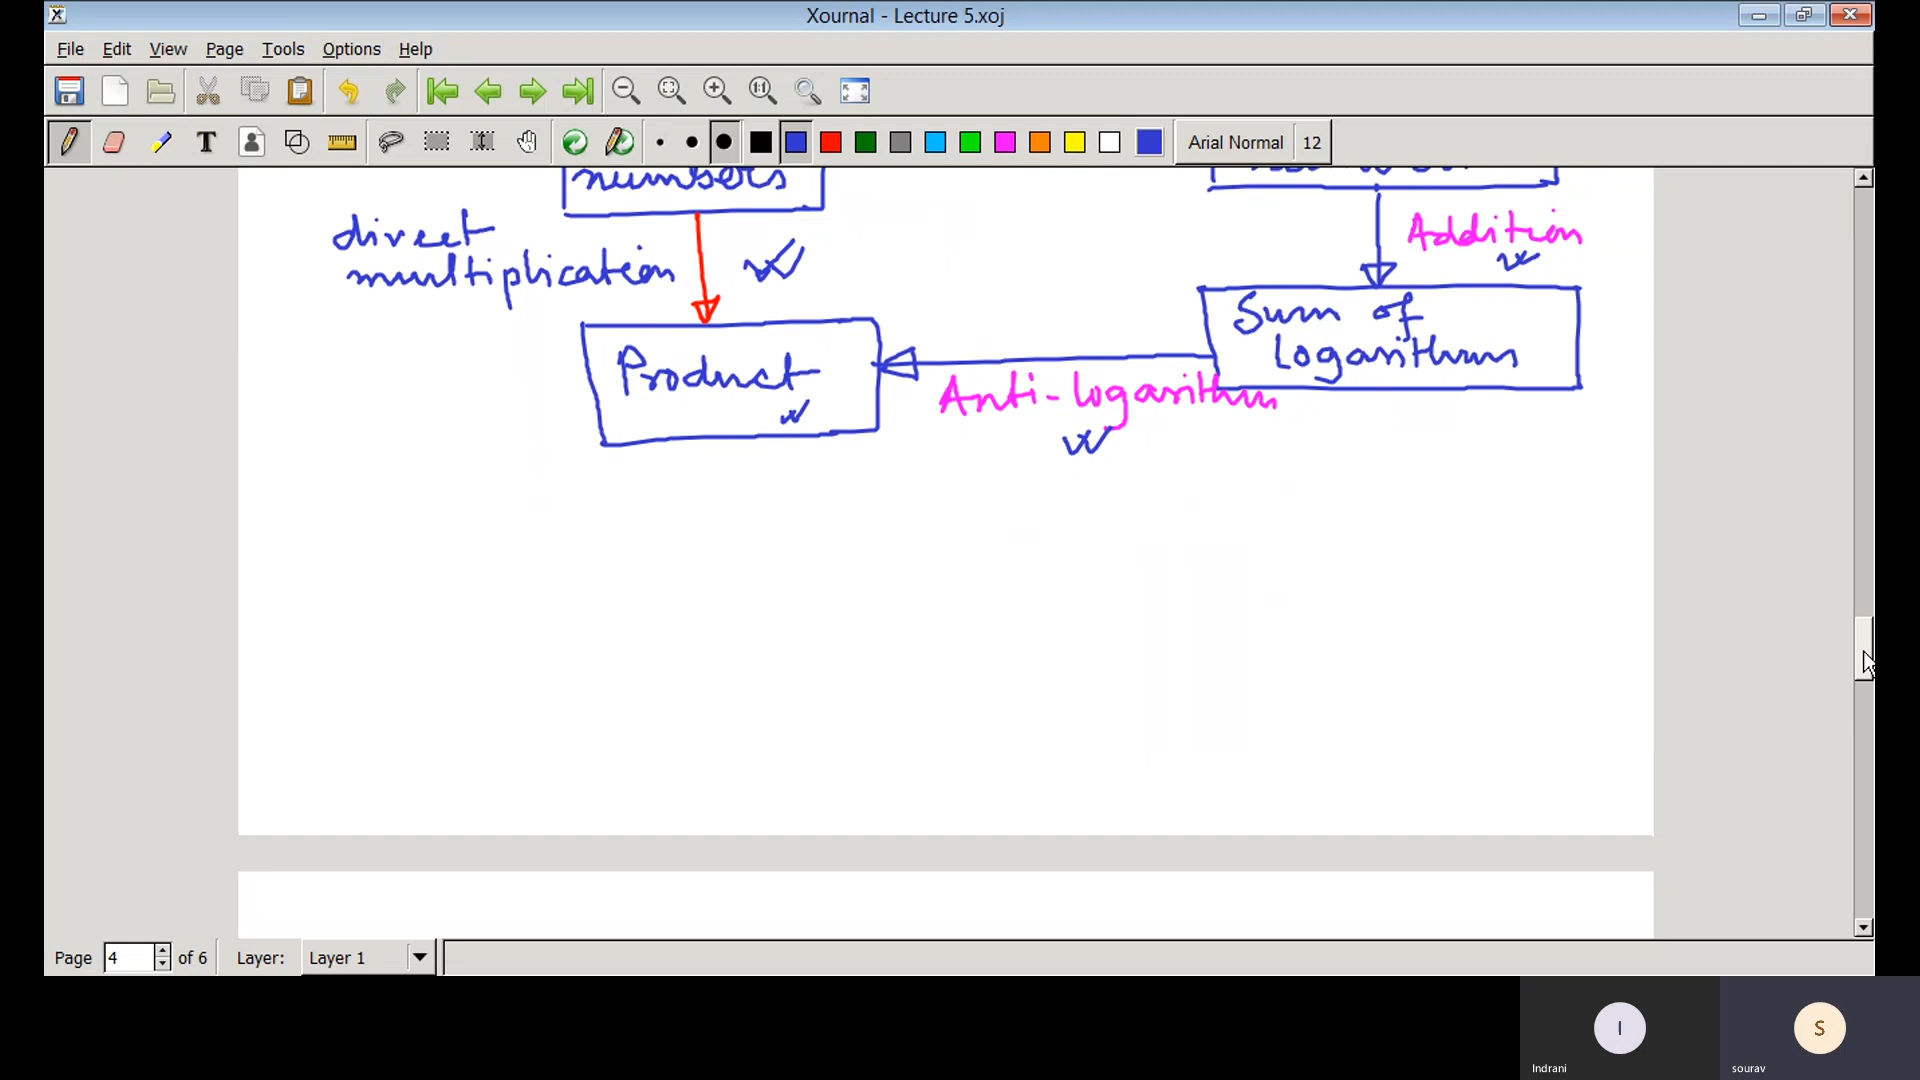 Xournal - Lecture 5.xoj
File Edit View Page Tools Options Help
Arial Normal 12
numbers
direct
multiplication
Addition
Sum of
Logarithms
Product
Anti-logarithm
Page 4 of 6 Layer: Layer 1
I
S
Indrani
sourav